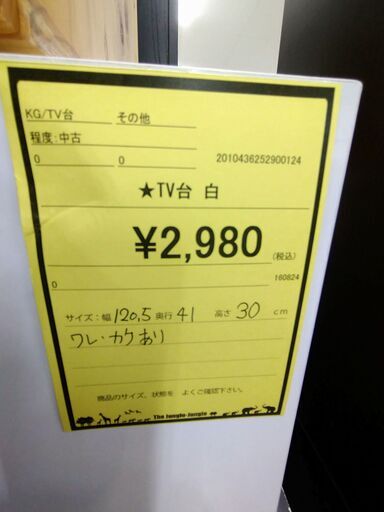 KG/TV台 その他
程度:中古
0 0 2010436252900124
★TV台 白
¥2,980 (税込)
0 160824
サイズ:幅 120.5 奥行 41 高さ 30 cm
ワレ・カケあり
商品のサイズ、状態を よくご確認下さい。
The Jungle-Jungle